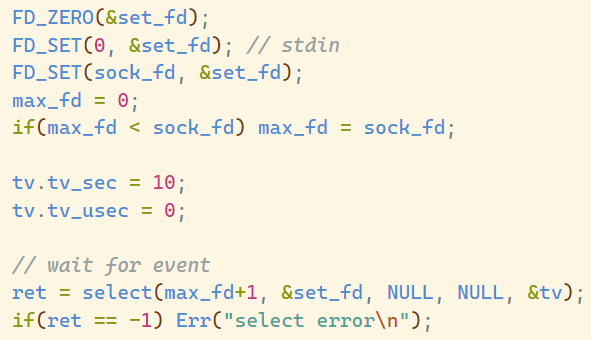 FD_ZERO(&set_fd);
FD_SET(0, &set_fd); // stdin
FD_SET(sock_fd, &set_fd);
max_fd = 0;
if(max_fd < sock_fd) max_fd = sock_fd;

tv.tv_sec = 10;
tv.tv_usec = 0;

// wait for event
ret = select(max_fd+1, &set_fd, NULL, NULL, &tv);
if(ret == -1) Err("select error\n");